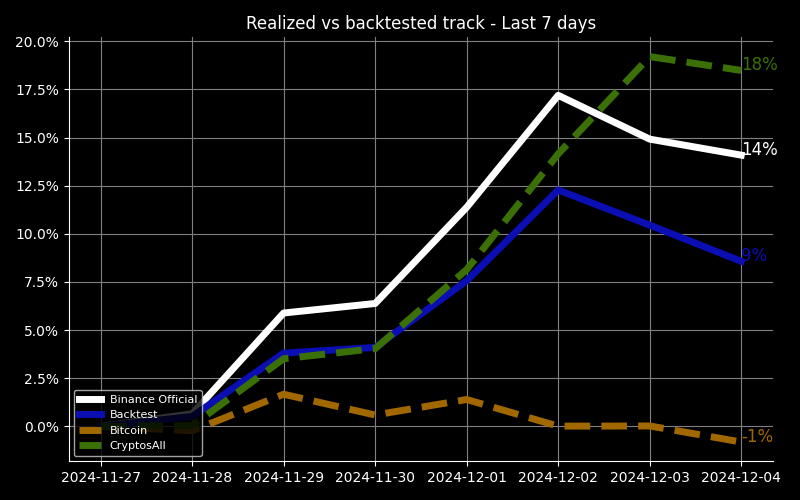 Realized vs backtested track - Last 7 days
20.0%
17.5%
15.0%
12.5%
10.0%
7.5%
5.0%
2.5%
0.0%
18%
14%
9%
-1%
Binance Official
Backtest
Bitcoin
CryptosAll
2024-11-27 2024-11-28 2024-11-29 2024-11-30 2024-12-01 2024-12-02 2024-12-03 2024-12-04